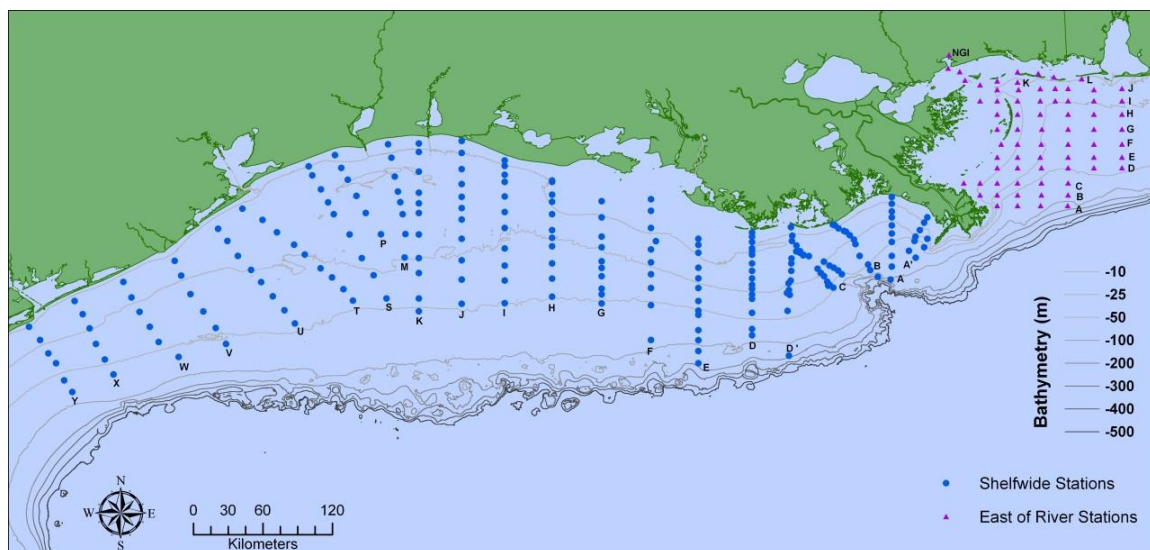 NGI
K
L
J
I
H
G
F
E
D
C
B
A
P
M
S
T
U
V
W
X
Y
K
J
I
H
G
F
E
D
D'
C
B
A
A'
Bathymetry (m)
-10
-25
-50
-100
-200
-300
-400
-500
N
W
E
S
0 30 60 120
Kilometers
Shelfwide Stations
East of River Stations